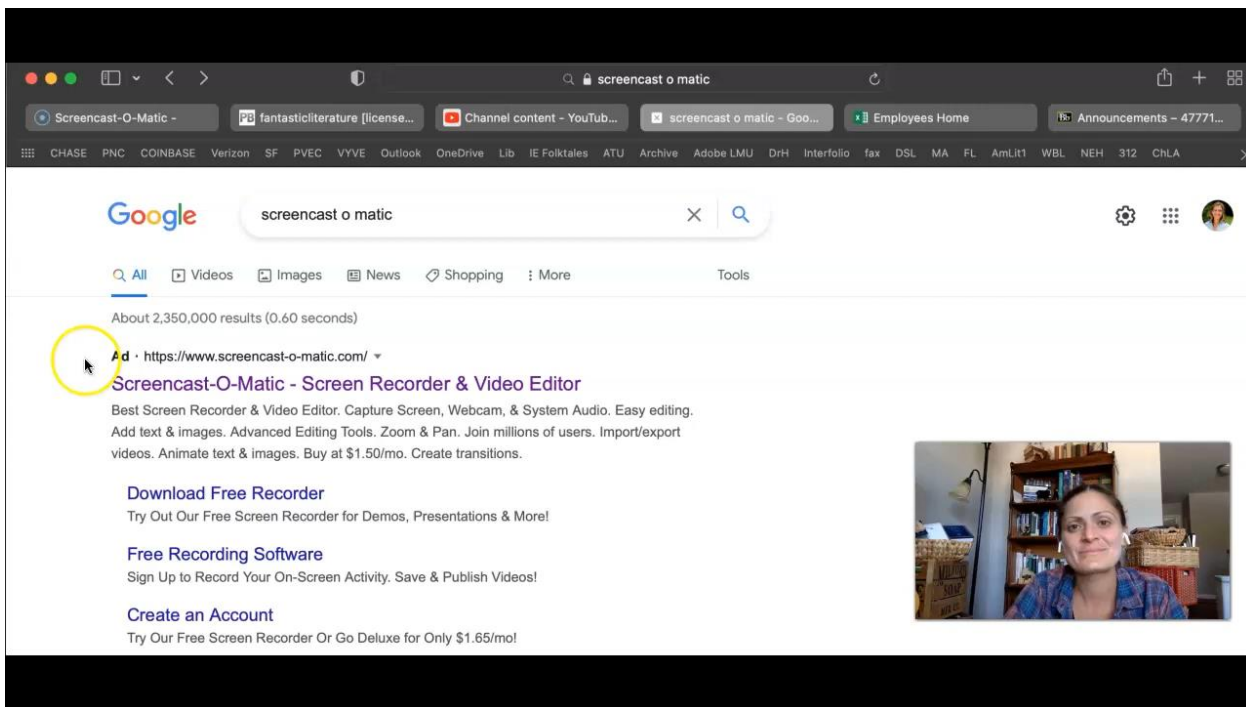 screencast o matic
Screencast-O-Matic -
PB fantasticliterature [license...
Channel content – YouTub...
screencast o matic - Goo...
Employees Home
Announcements – 47771...
CHASE PNC COINBASE Verizon SF PVEC VYVE Outlook OneDrive Lib IE Folktales ATU Archive Adobe LMU DrH Interfolio fax DSL MA FL AmLit1 WBL NEH 312 ChLA
Google
screencast o matic
All Videos Images News Shopping More Tools
About 2,350,000 results (0.60 seconds)
Ad · https://www.screencast-o-matic.com/
Screencast-O-Matic - Screen Recorder & Video Editor
Best Screen Recorder & Video Editor. Capture Screen, Webcam, & System Audio. Easy editing.
Add text & images. Advanced Editing Tools. Zoom & Pan. Join millions of users. Import/export
videos. Animate text & images. Buy at $1.50/mo. Create transitions.
Download Free Recorder
Try Out Our Free Screen Recorder for Demos, Presentations & More!
Free Recording Software
Sign Up to Record Your On-Screen Activity. Save & Publish Videos!
Create an Account
Try Our Free Screen Recorder Or Go Deluxe for Only $1.65/mo!